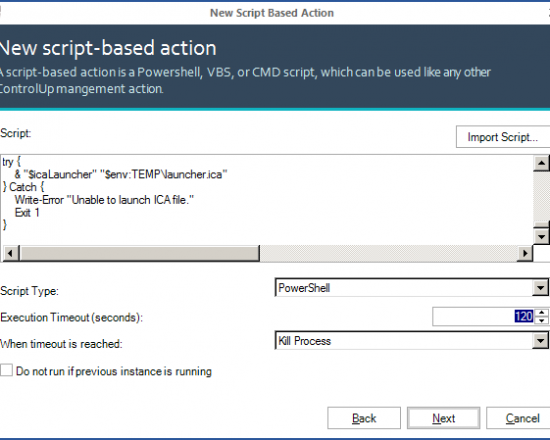 New Script Based Action
New script-based action
A script-based action is a Powershell, VBS, or CMD script, which can be used like any other
ControlUp mangement action.
Script:
Import Script...
try {
& "$icaLauncher" "$env:TEMP\launcher.ica"
} Catch {
Write-Error "Unable to launch ICA file."
Exit 1
}
Script Type:
PowerShell
Execution Timeout (seconds):
120
When timeout is reached:
Kill Process
Do not run if previous instance is running
Back
Next
Cancel